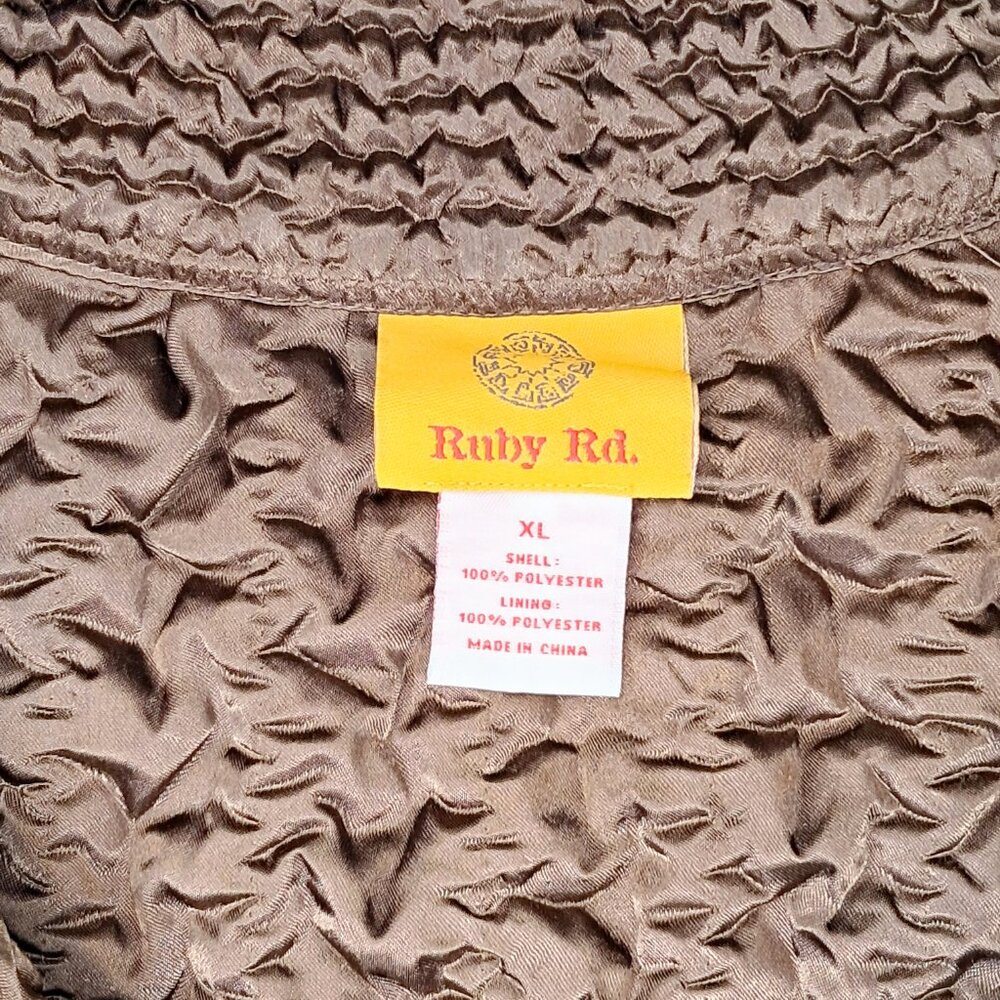 Ruby Rd.
XL
SHELL:
100% POLYESTER
LINING:
100% POLYESTER
MADE IN CHINA